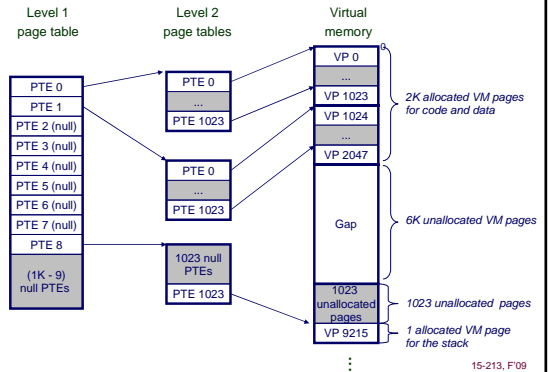 Level 1
page table
Level 2
page tables
Virtual
memory
PTE 0
PTE 1
PTE 2 (null)
PTE 3 (null)
PTE 4 (null)
PTE 5 (null)
PTE 6 (null)
PTE 7 (null)
PTE 8
(1K - 9)
null PTEs
PTE 0
...
PTE 1023
PTE 0
...
PTE 1023
1023 null
PTEs
PTE 1023
0
VP 0
...
VP 1023
VP 1024
...
VP 2047
Gap
1023
unallocated
pages
VP 9215
2K allocated VM pages
for code and data
6K unallocated VM pages
1023 unallocated pages
1 allocated VM page
for the stack
...
15-213, F'09